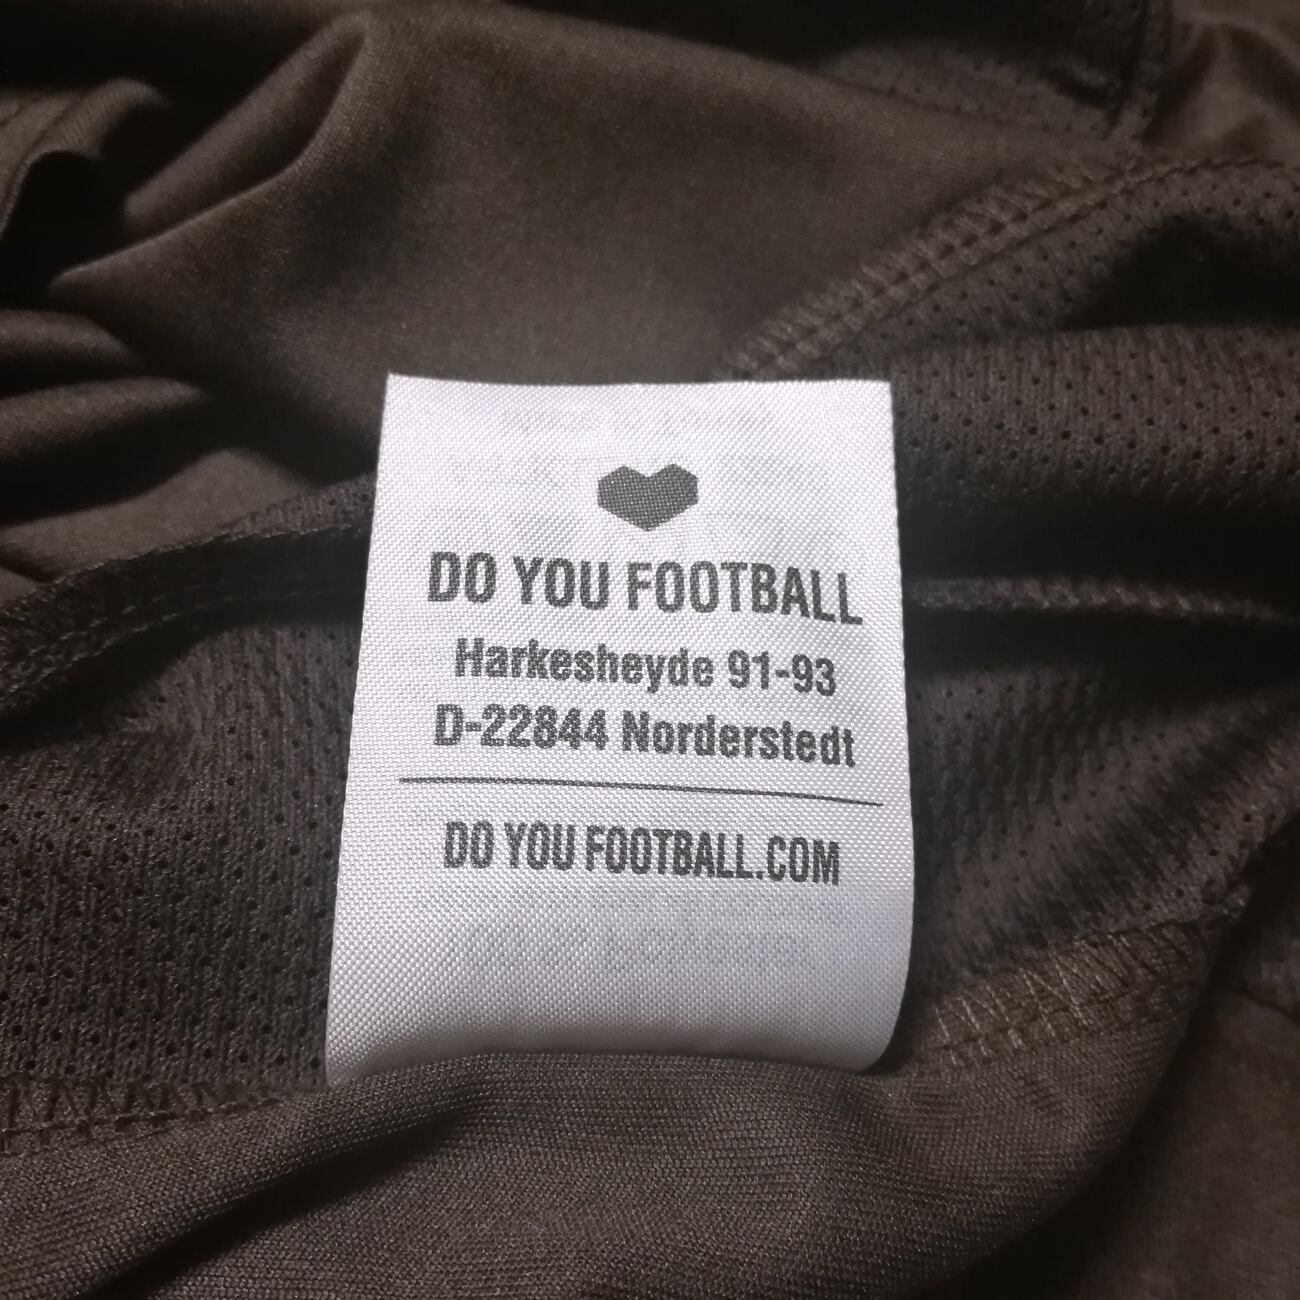 DO YOU FOOTBALL
Harkesheyde 91-93
D-22844 Norderstedt
DO YOU FOOTBALL.COM